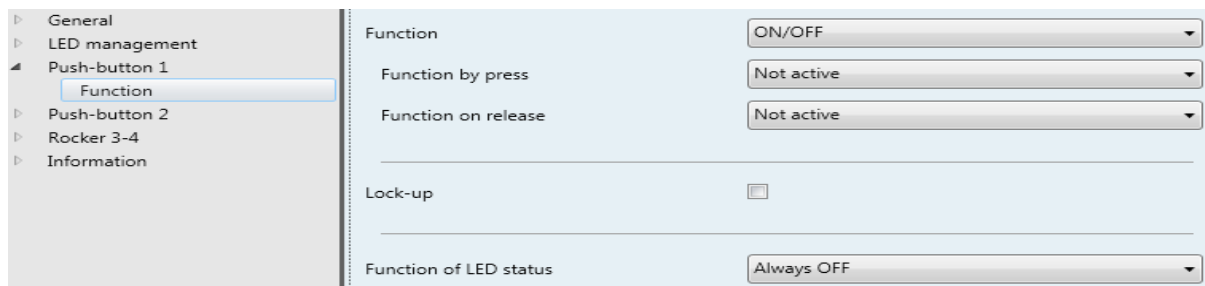 General
LED management
Push-button 1
Function
Push-button 2
Rocker 3-4
Information
Function ON/OFF
Function by press Not active
Function on release Not active
Lock-up
Function of LED status Always OFF